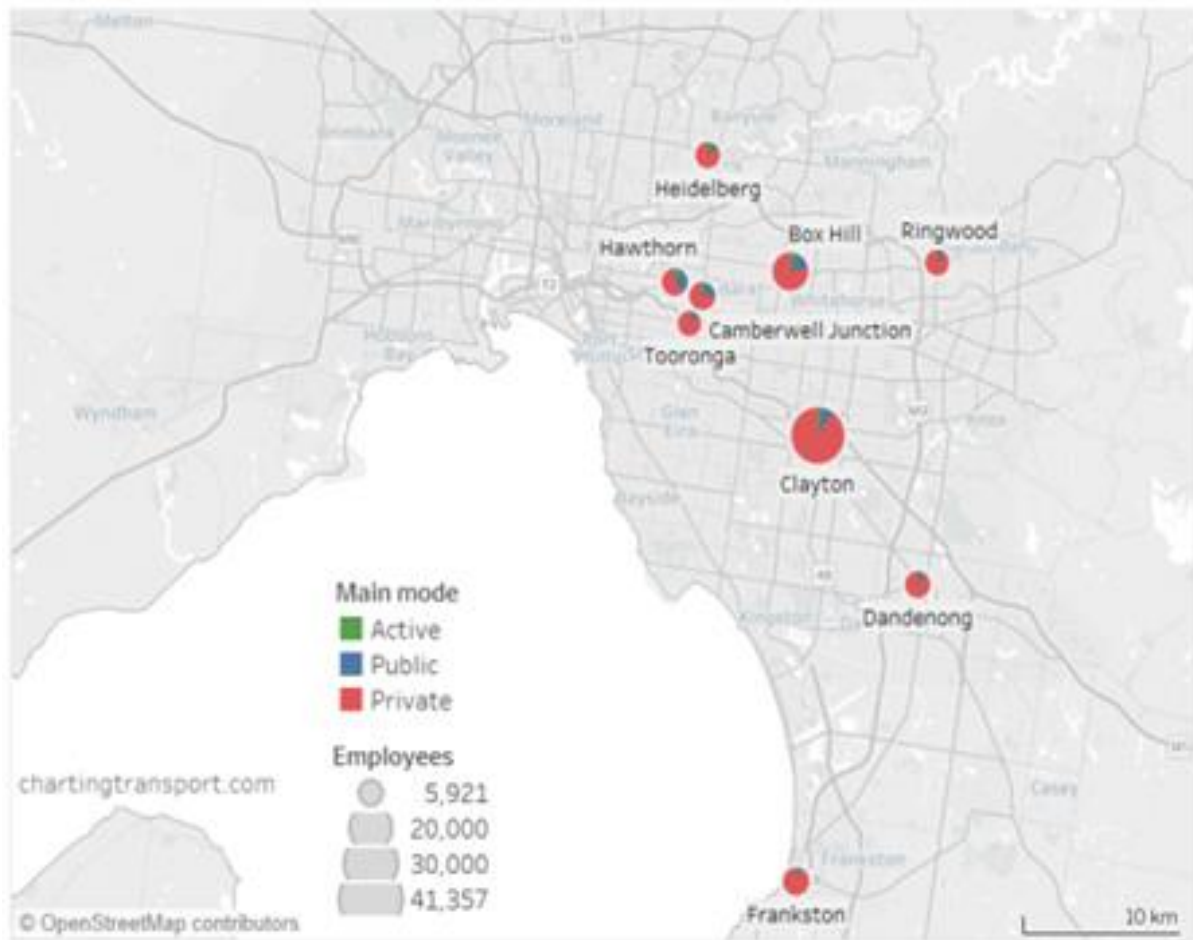 Melton
Moreland
Banyule
Brimbank
Moonee
Valley
Manningham
Heidelberg
Maribyrnong
Box Hill
Ringwood
Hawthorn
Whitehorse
Camberwell Junction
Tooronga
Hobsons
Bay
Port
Wyndham
Glen
Eira
Knox
Clayton
Bayside
Dandenong
Kingston
Main mode
Active
Public
Private
Employees
5,921
20,000
30,000
41,357
chartingtransport.com
Casey
Frankston
Frankston
© OpenStreetMap contributors
10 km